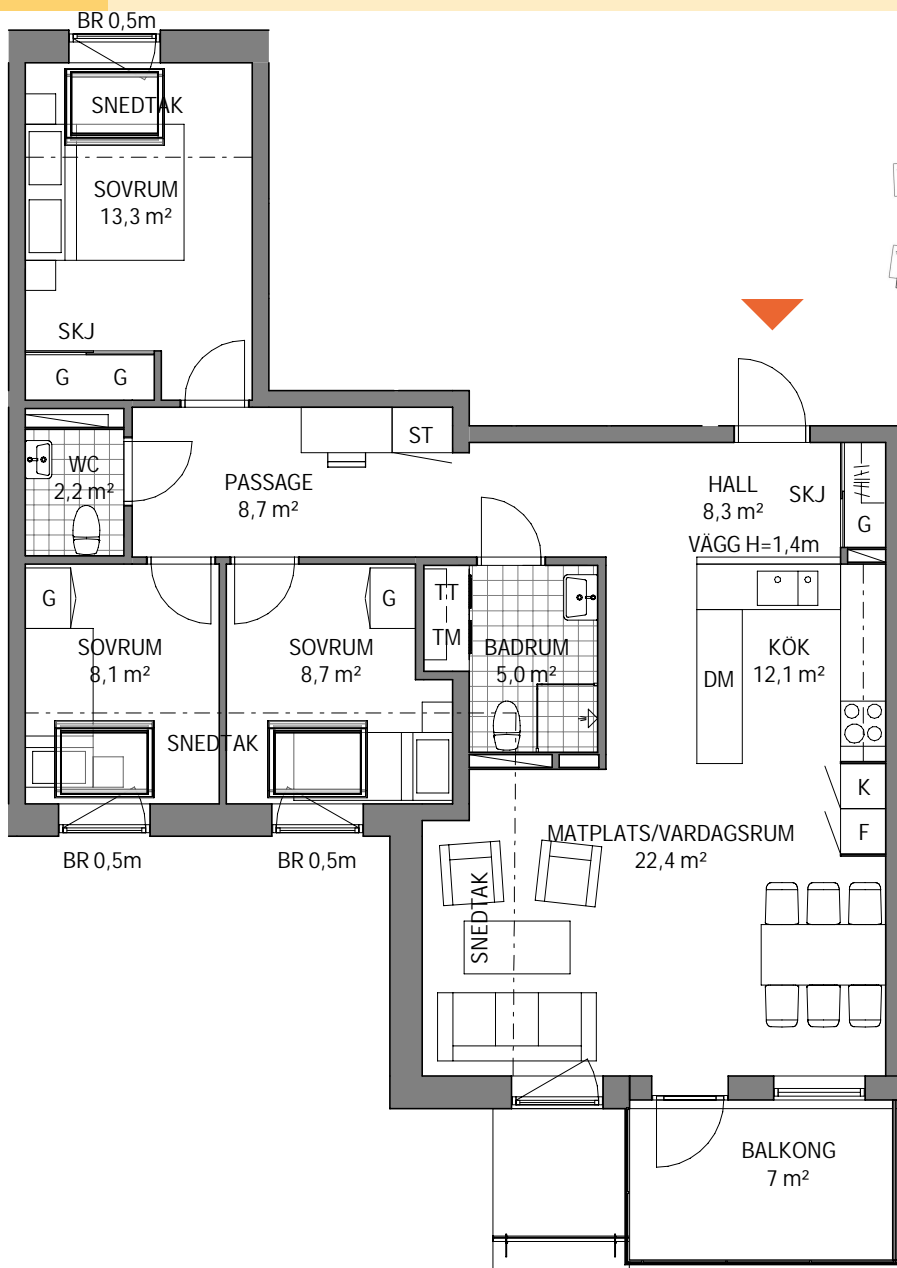 BR 0,5m
SNEDTAK
SOVRUM
13,3 m²
SKJ
G G
ST
WC
2,2 m²
PASSAGE
8,7 m²
HALL
8,3 m²
SKJ
G
VÄGG H=1,4m
G
SOVRUM
8,1 m²
G
SOVRUM
8,7 m²
TT
TM
BADRUM
5,0 m²
KÖK
12,1 m²
DM
SNEDTAK
K
F
BR 0,5m
BR 0,5m
MATPLATS/VARDAGSRUM
22,4 m²
SNEDTAK
BALKONG
7 m²